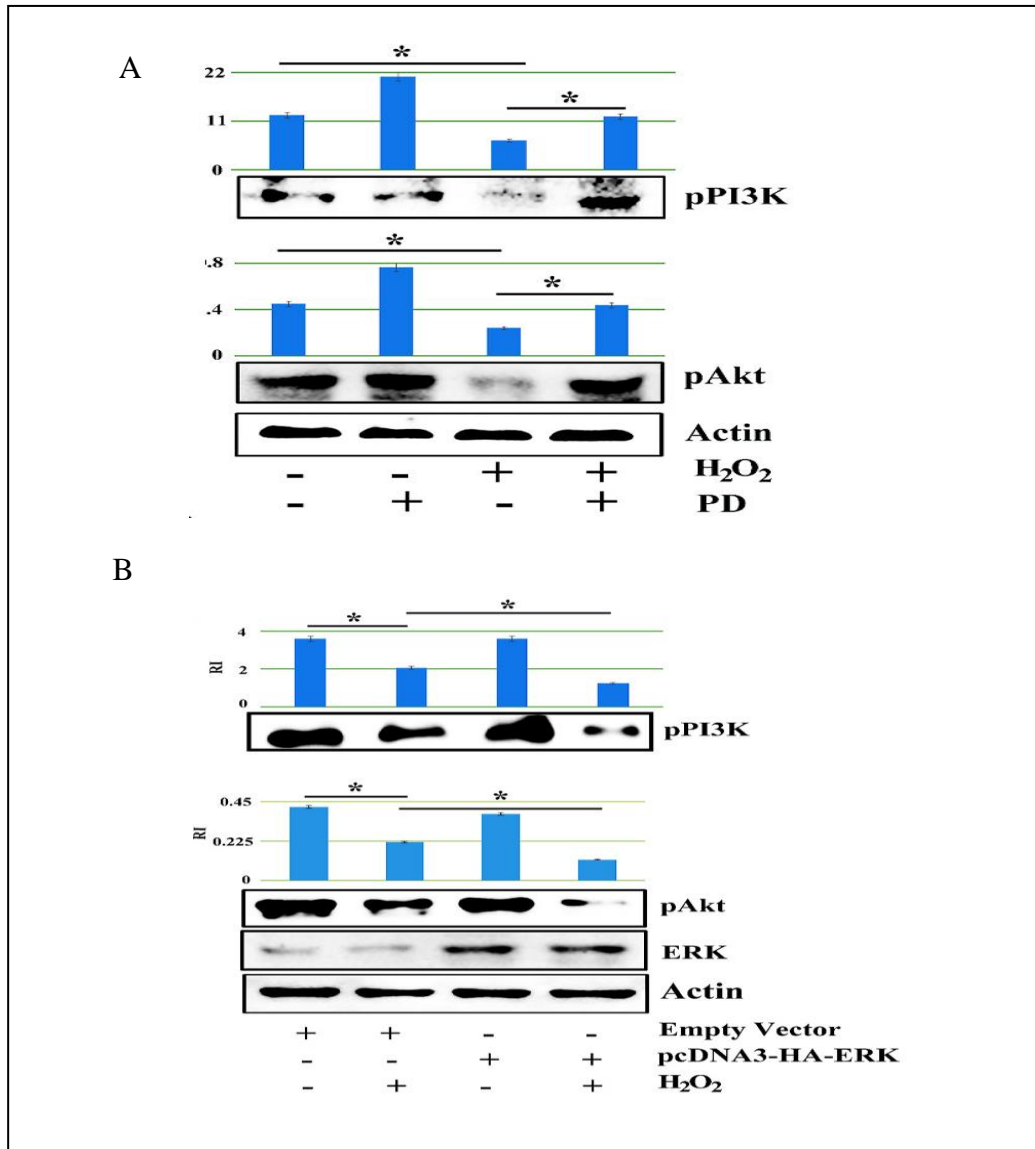 A
*
22
*
11
0
pPI3K
*
.8
*
.4
0
pAkt
Actin
- - + + H₂O₂
- + - + PD
B
* *
4
RI
2
0
pPI3K
* *
0.45
RI
0.225
0
pAkt
ERK
Actin
+ + - - Empty Vector
- - + + pcDNA3-HA-ERK
- + - + H₂O₂